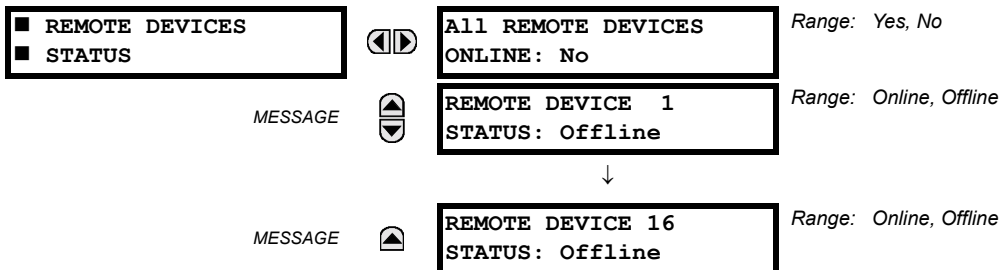 ■ REMOTE DEVICES
■ STATUS
All REMOTE DEVICES
ONLINE: No
Range: Yes, No
MESSAGE
REMOTE DEVICE 1
STATUS: Offline
Range: Online, Offline
↓
MESSAGE
REMOTE DEVICE 16
STATUS: Offline
Range: Online, Offline